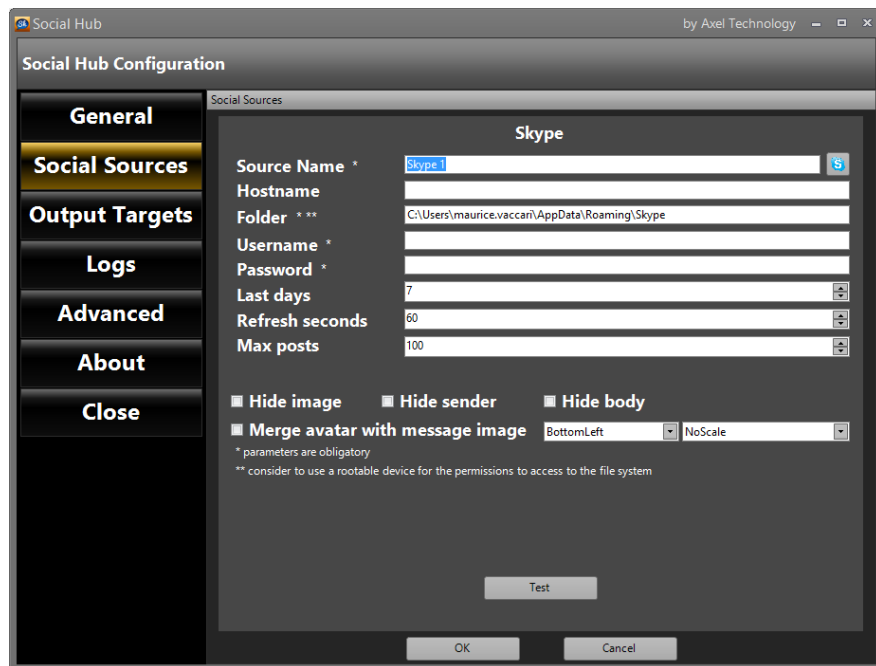 Social Hub by Axel Technology
Social Hub Configuration
General
Social Sources
Output Targets
Logs
Advanced
About
Close
Social Sources
Skype
Source Name * Skype 1
Hostname
Folder * ** C:\Users\maurice.vaccari\AppData\Roaming\Skype
Username *
Password *
Last days 7
Refresh seconds 60
Max posts 100
Hide image Hide sender Hide body
Merge avatar with message image BottomLeft NoScale
* parameters are obligatory
** consider to use a rootable device for the permissions to access to the file system
Test
OK Cancel